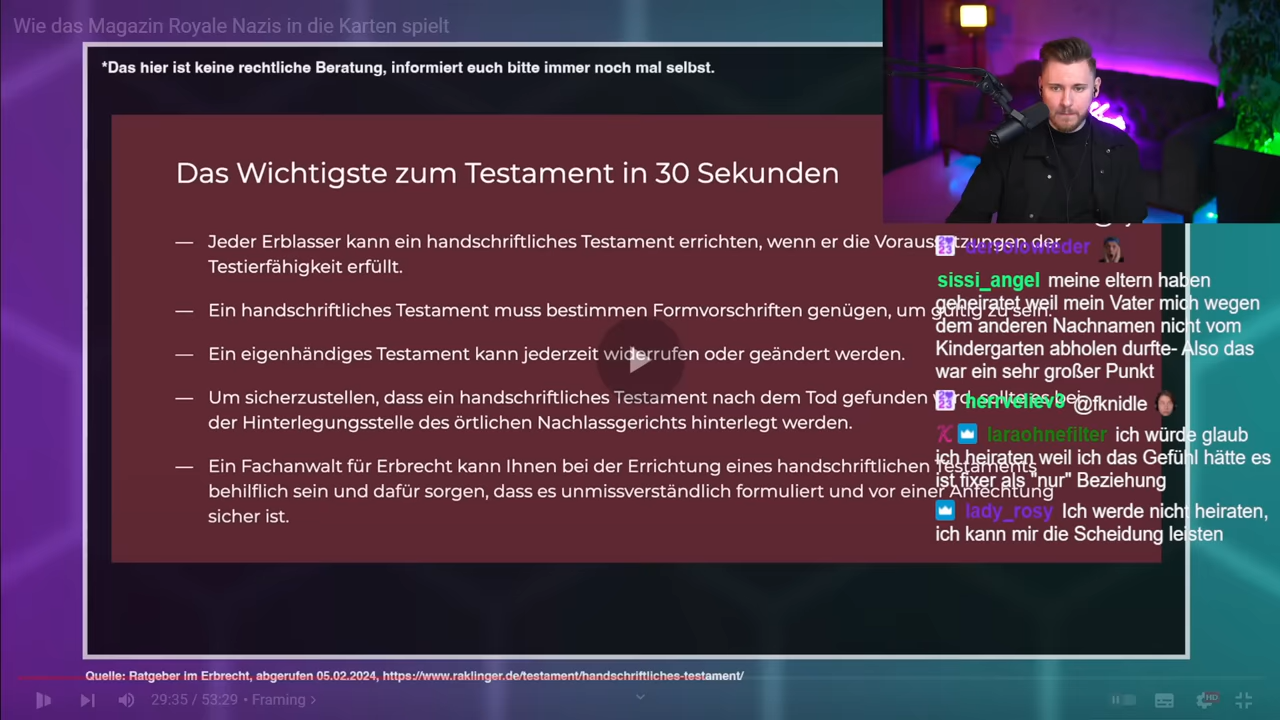 Wie das Magazin Royale Nazis in die Karten spielt
*Das hier ist keine rechtliche Beratung, informiert euch bitte immer noch mal selbst.
Das Wichtigste zum Testament in 30 Sekunden
— Jeder Erblasser kann ein handschriftliches Testament errichten, wenn er die Voraussetzungen der
Testierfähigkeit erfüllt.
— Ein handschriftliches Testament muss bestimmen Formvorschriften genügen, um gültig zu sein.
— Ein eigenhändiges Testament kann jederzeit widerrufen oder geändert werden.
— Um sicherzustellen, dass ein handschriftliches Testament nach dem Tod gefunden wird, sollte es bei
der Hinterlegungsstelle des örtlichen Nachlassgerichts hinterlegt werden.
— Ein Fachanwalt für Erbrecht kann Ihnen bei der Errichtung eines handschriftlichen Testaments
behilflich sein und dafür sorgen, dass es unmissverständlich formuliert und vor einer Anfechtung
sicher ist.
sissi_angel meine eltern haben
geheiratet weil mein Vater mich wegen
dem anderen Nachnamen nicht vom
Kindergarten abholen durfte- Also das
war ein sehr großer Punkt
@fknidle
laraohnefilter ich würde glaub
ich heiraten weil ich das Gefühl hätte es
ist fixer als "nur" Beziehung
lady_rosy Ich werde nicht heiraten,
ich kann mir die Scheidung leisten
Quelle: Ratgeber im Erbrecht, abgerufen 05.02.2024, https://www.raklinger.de/testament/handschriftliches-testament/
29:35 / 53:29 • Framing >
HD